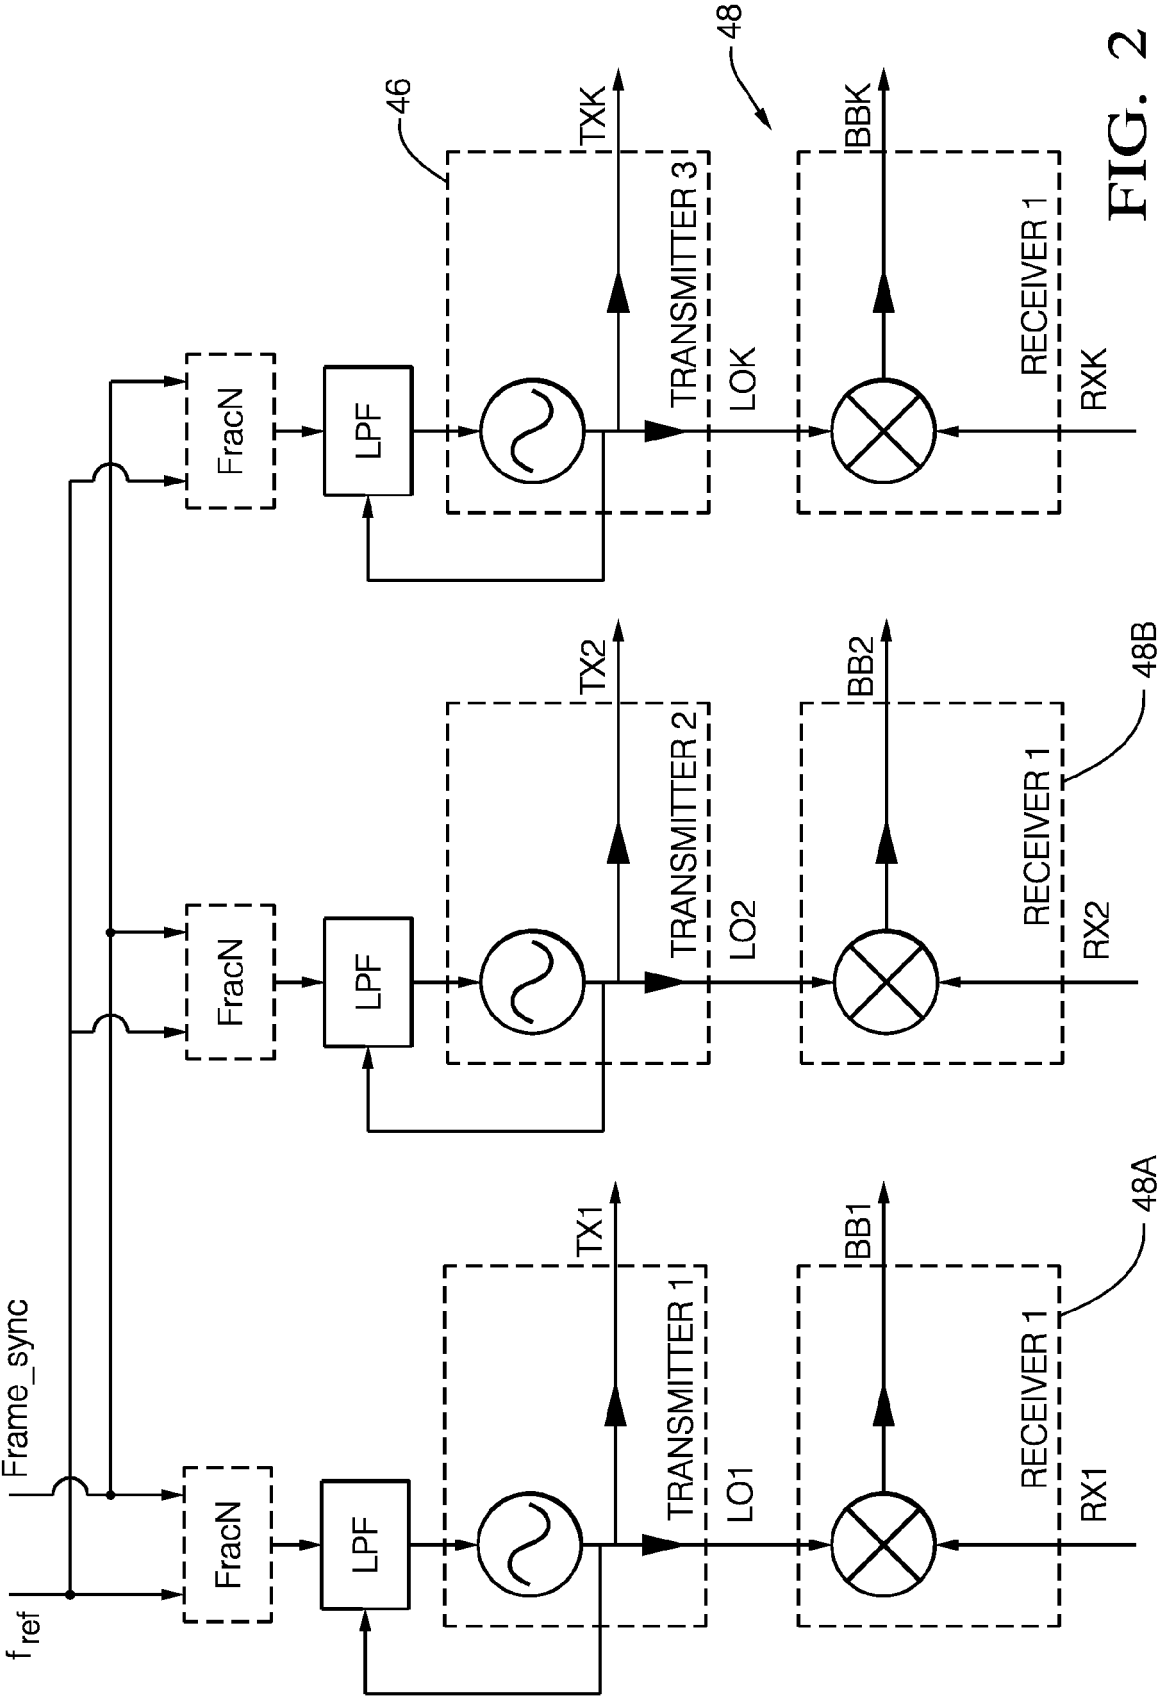 f ref
Frame_sync
FracN
LPF
TRANSMITTER 1
TX1
LO1
RECEIVER 1
BB1
RX1
48A
FracN
LPF
TRANSMITTER 2
TX2
LO2
RECEIVER 1
BB2
RX2
48B
FracN
LPF
46
TRANSMITTER 3
TXK
LOK
48
RECEIVER 1
BBK
RXK
FIG. 2